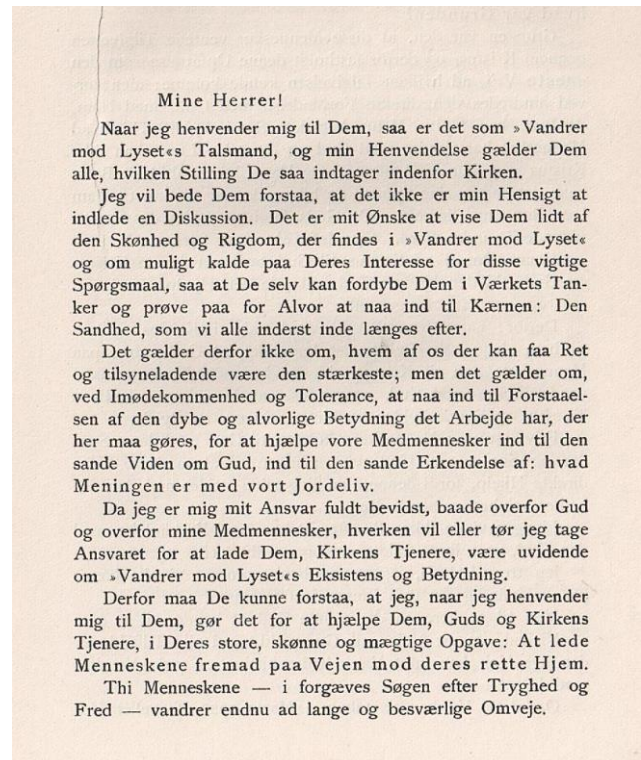 Mine Herrer!
Naar jeg henvender mig til Dem, saa er det som »Vandrer
mod Lyset«s Talsmand, og min Henvendelse gælder Dem
alle, hvilken Stilling De saa indtager indenfor Kirken.
Jeg vil bede Dem forstaa, at det ikke er min Hensigt at
indlede en Diskussion. Det er mit Ønske at vise Dem lidt af
den Skønhed og Rigdom, der findes i »Vandrer mod Lyset«
og om muligt kalde paa Deres Interesse for disse vigtige
Spørgsmaal, saa at De selv kan fordybe Dem i Værkets Tan-
ker og prøve paa for Alvor at naa ind til Kærnen: Den
Sandhed, som vi alle inderst inde længes efter.
Det gælder derfor ikke om, hvem af os der kan faa Ret
og tilsyneladende være den stærkeste; men det gælder om,
ved Imødekommenhed og Tolerance, at naa ind til Forstaael-
sen af den dybe og alvorlige Betydning det Arbejde har, der
her maa gøres, for at hjælpe vore Medmennesker ind til den
sande Viden om Gud, ind til den sande Erkendelse af: hvad
Meningen er med vort Jordeliv.
Da jeg er mig mit Ansvar fuldt bevidst, baade overfor Gud
og overfor mine Medmennesker, hverken vil eller tør jeg tage
Ansvaret for at lade Dem, Kirkens Tjenere, være uvidende
om »Vandrer mod Lyset«s Eksistens og Betydning.
Derfor maa De kunne forstaa, at jeg, naar jeg henvender
mig til Dem, gør det for at hjælpe Dem, Guds og Kirkens
Tjenere, i Deres store, skønne og mægtige Opgave: At lede
Menneskene fremad paa Vejen mod deres rette Hjem.
Thi Menneskene — i forgæves Søgen efter Tryghed og
Fred — vandrer endnu ad lange og besværlige Omveje.